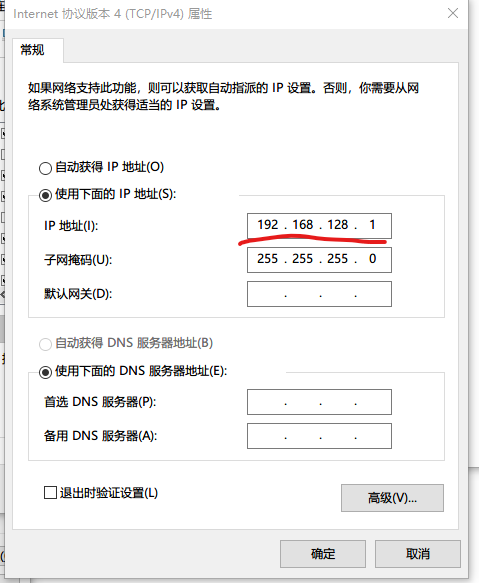 Internet 协议版本 4 (TCP/IPv4) 属性
常规
如果网络支持此功能，则可以获取自动指派的 IP 设置。否则，你需要从网
络系统管理员处获得适当的 IP 设置。
自动获得 IP 地址(O)
使用下面的 IP 地址(S):
IP 地址(I): 192 . 168 . 128 . 1
子网掩码(U): 255 . 255 . 255 . 0
默认网关(D): . . .
自动获得 DNS 服务器地址(B)
使用下面的 DNS 服务器地址(E):
首选 DNS 服务器(P): . . .
备用 DNS 服务器(A): . . .
退出时验证设置(L)
高级(V)...
确定 取消